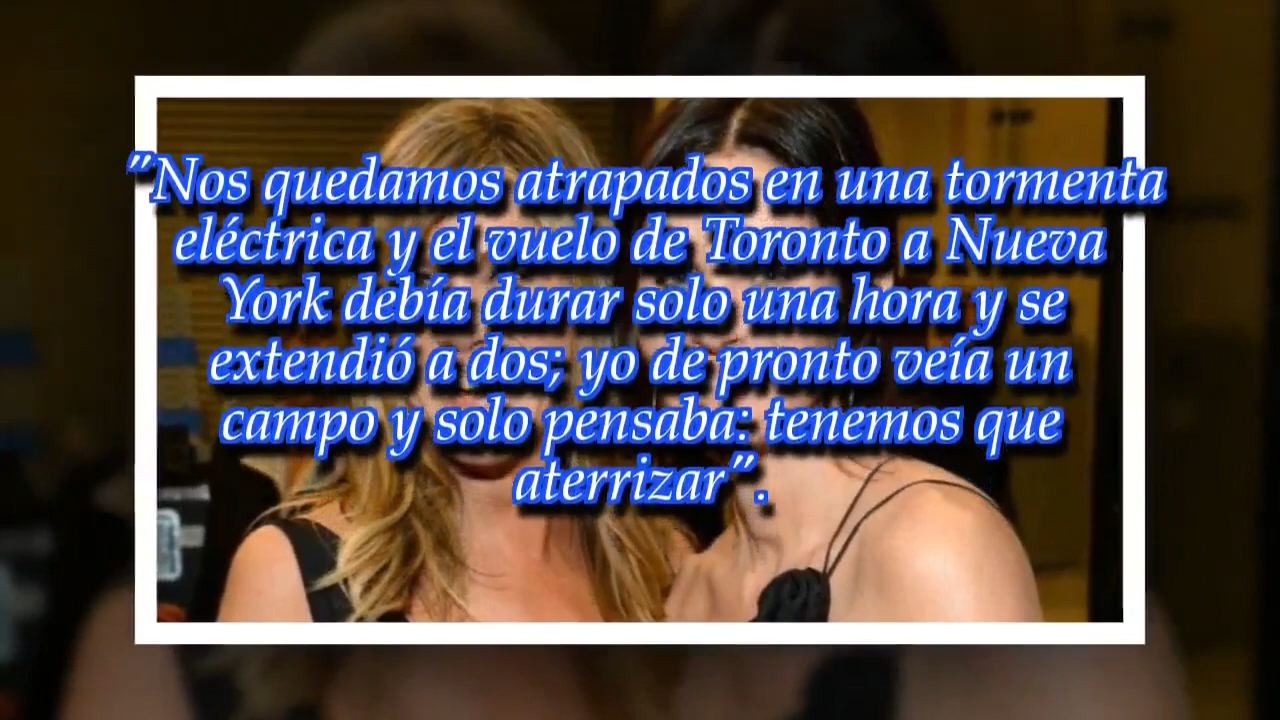 "Nos quedamos atrapados en una tormenta
eléctrica y el vuelo de Toronto a Nueva
York debía durar solo una hora y se
extendió a dos; yo de pronto veía un
campo y solo pensaba: tenemos que
aterrizar".